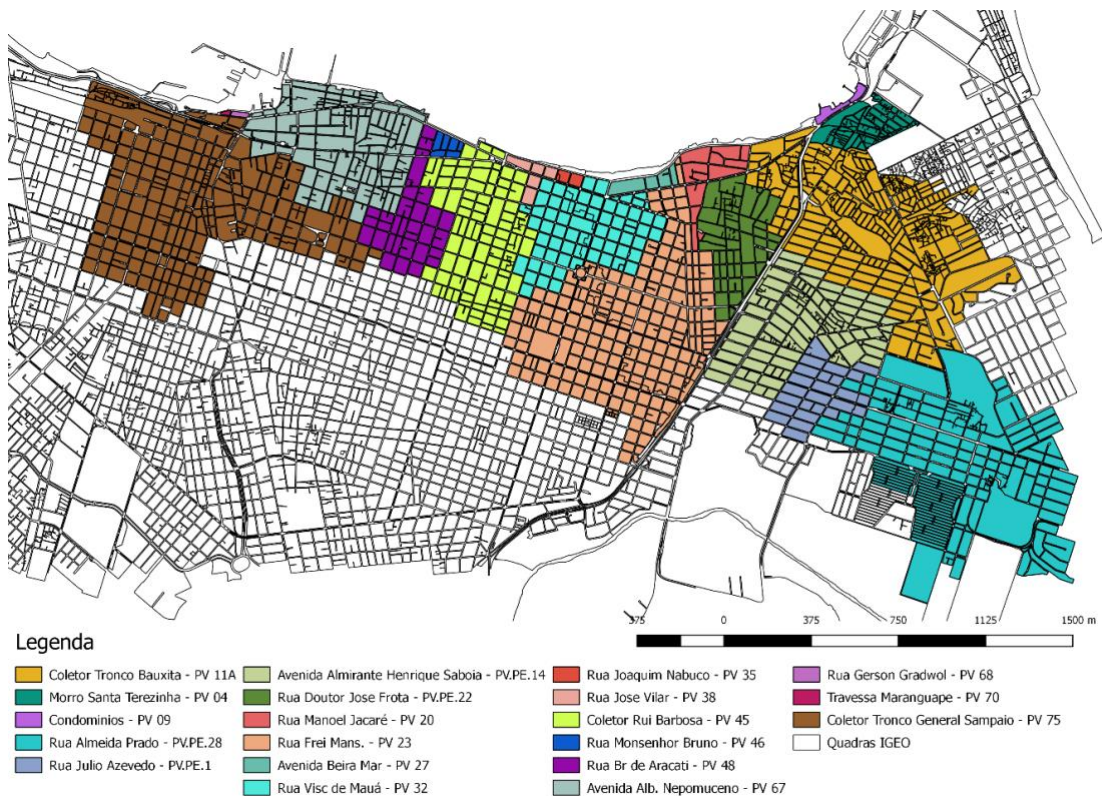 375 0 375 750 1125 1500 m
Legenda
Coletor Tronco Bauxita - PV 11A
Morro Santa Terezinha - PV 04
Condominios - PV 09
Rua Almeida Prado - PV.PE.28
Rua Julio Azevedo - PV.PE.1
Avenida Almirante Henrique Saboia - PV.PE.14
Rua Doutor Jose Frota - PV.PE.22
Rua Manoel Jacaré - PV 20
Rua Frei Mans. - PV 23
Avenida Beira Mar - PV 27
Rua Visc de Mauá - PV 32
Rua Joaquim Nabuco - PV 35
Rua Jose Vilar - PV 38
Coletor Rui Barbosa - PV 45
Rua Monsenhor Bruno - PV 46
Rua Br de Aracati - PV 48
Avenida Alb. Nepomuceno - PV 67
Rua Gerson Gradwol - PV 68
Travessa Maranguape - PV 70
Coletor Tronco General Sampaio - PV 75
Quadras IGEO